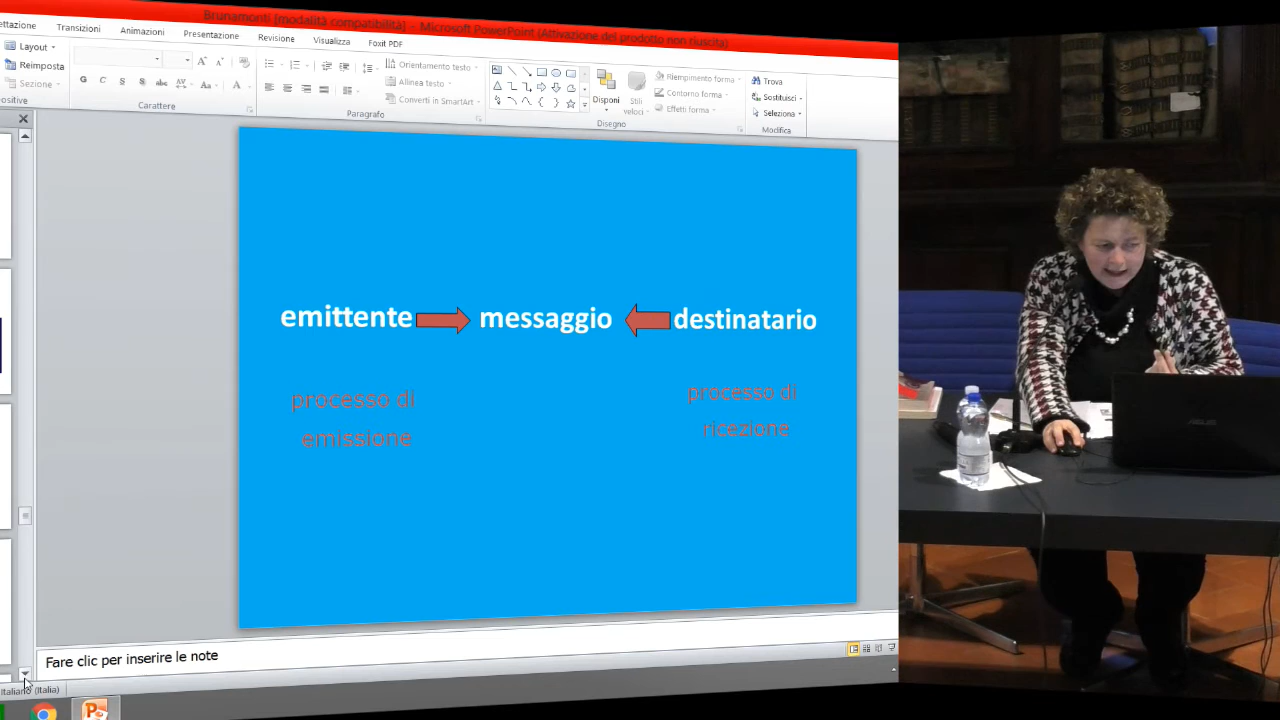 Brunamonti [modalità compatibilità] - Microsoft PowerPoint (Attivazione del prodotto non riuscita)
Transizioni Animazioni Presentazione Revisione Visualizza Foxit PDF
Layout
Reimposta
Sezione
Carattere
Orientamento testo
Allinea testo
Converti in SmartArt
Paragrafo
Disponi
Stili
veloci
Riempimento forma
Contorno forma
Effetti forma
Disegno
Trova
Sostituisci
Seleziona
Modifica
emittente messaggio destinatario
processo di
emissione
processo di
ricezione
Fare clic per inserire le note
Italiano (Italia)
ASUS